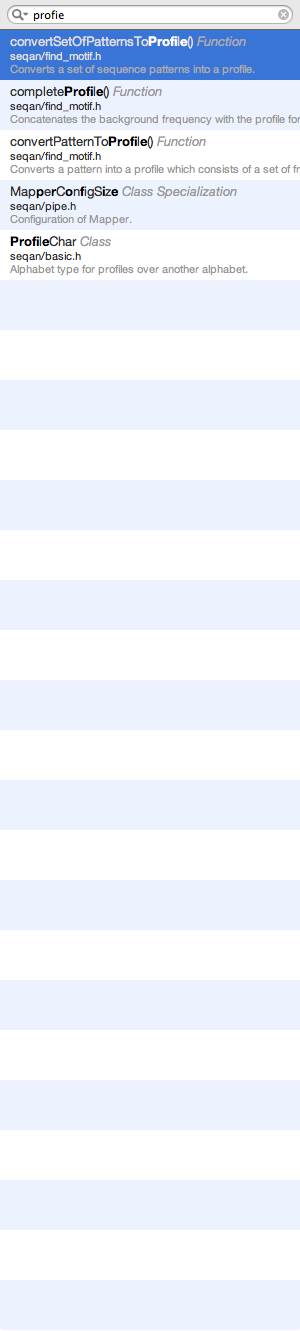 profie
convertSetOfPatternsToProfile() Function
seqan/find_motif.h
Converts a set of sequence patterns into a profile.
completeProfile() Function
seqan/find_motif.h
Concatenates the background frequency with the profile for
convertPatternToProfile() Function
seqan/find_motif.h
Converts a pattern into a profile which consists of a set of fr
MapperConfigSize Class Specialization
seqan/pipe.h
Configuration of Mapper.
ProfileChar Class
seqan/basic.h
Alphabet type for profiles over another alphabet.